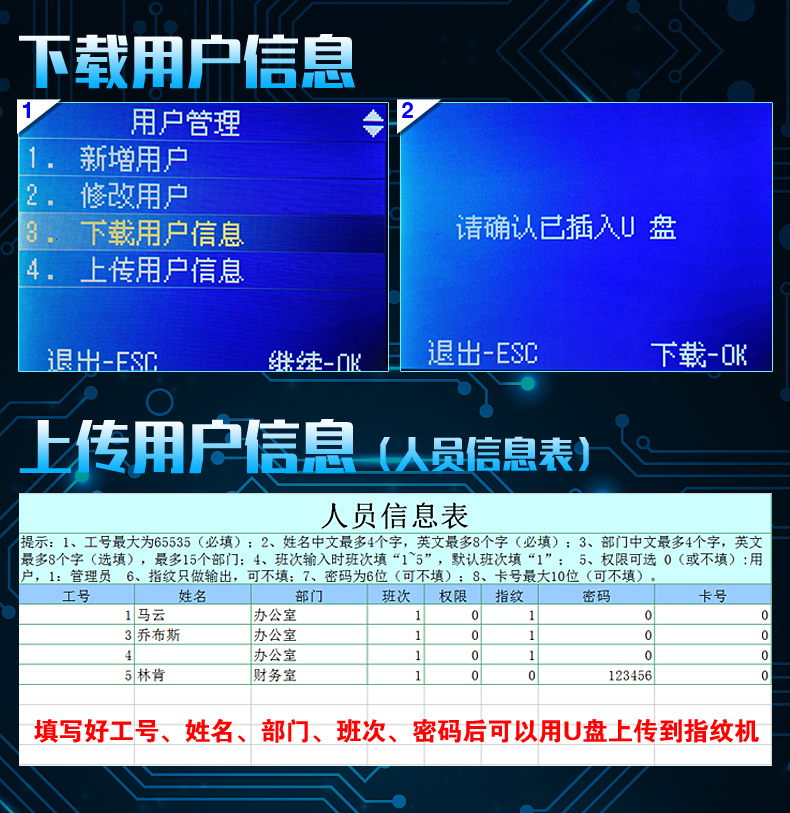 下载用户信息
1
用户管理
1. 新增用户
2. 修改用户
3. 下载用户信息
4. 上传用户信息
退出-ESC 继续-OK
2
请确认已插入U 盘
退出-ESC 下载-OK
上传用户信息（人员信息表）
人员信息表
提示：1、工号最大为65535（必填）；2、姓名中文最多4个字，英文最多8个字（必填）；3、部门中文最多4个字，英文
最多8个字（选填），最多15个部门；4、班次输入时班次填“1~5”，默认班次填“1”； 5、权限可选 0（或不填）:用
户，1：管理员 6、指纹只做输出，可不填；7、密码为6位（可不填）；8、卡号最大10位（可不填）。
工号 姓名 部门 班次 权限 指纹 密码 卡号
1 马云 办公室 1 0 1 0 0
3 乔布斯 办公室 1 0 1 0 0
4 办公室 1 0 1 0 0
5 林肯 财务室 1 0 0 123456 0
填写好工号、姓名、部门、班次、密码后可以用U盘上传到指纹机